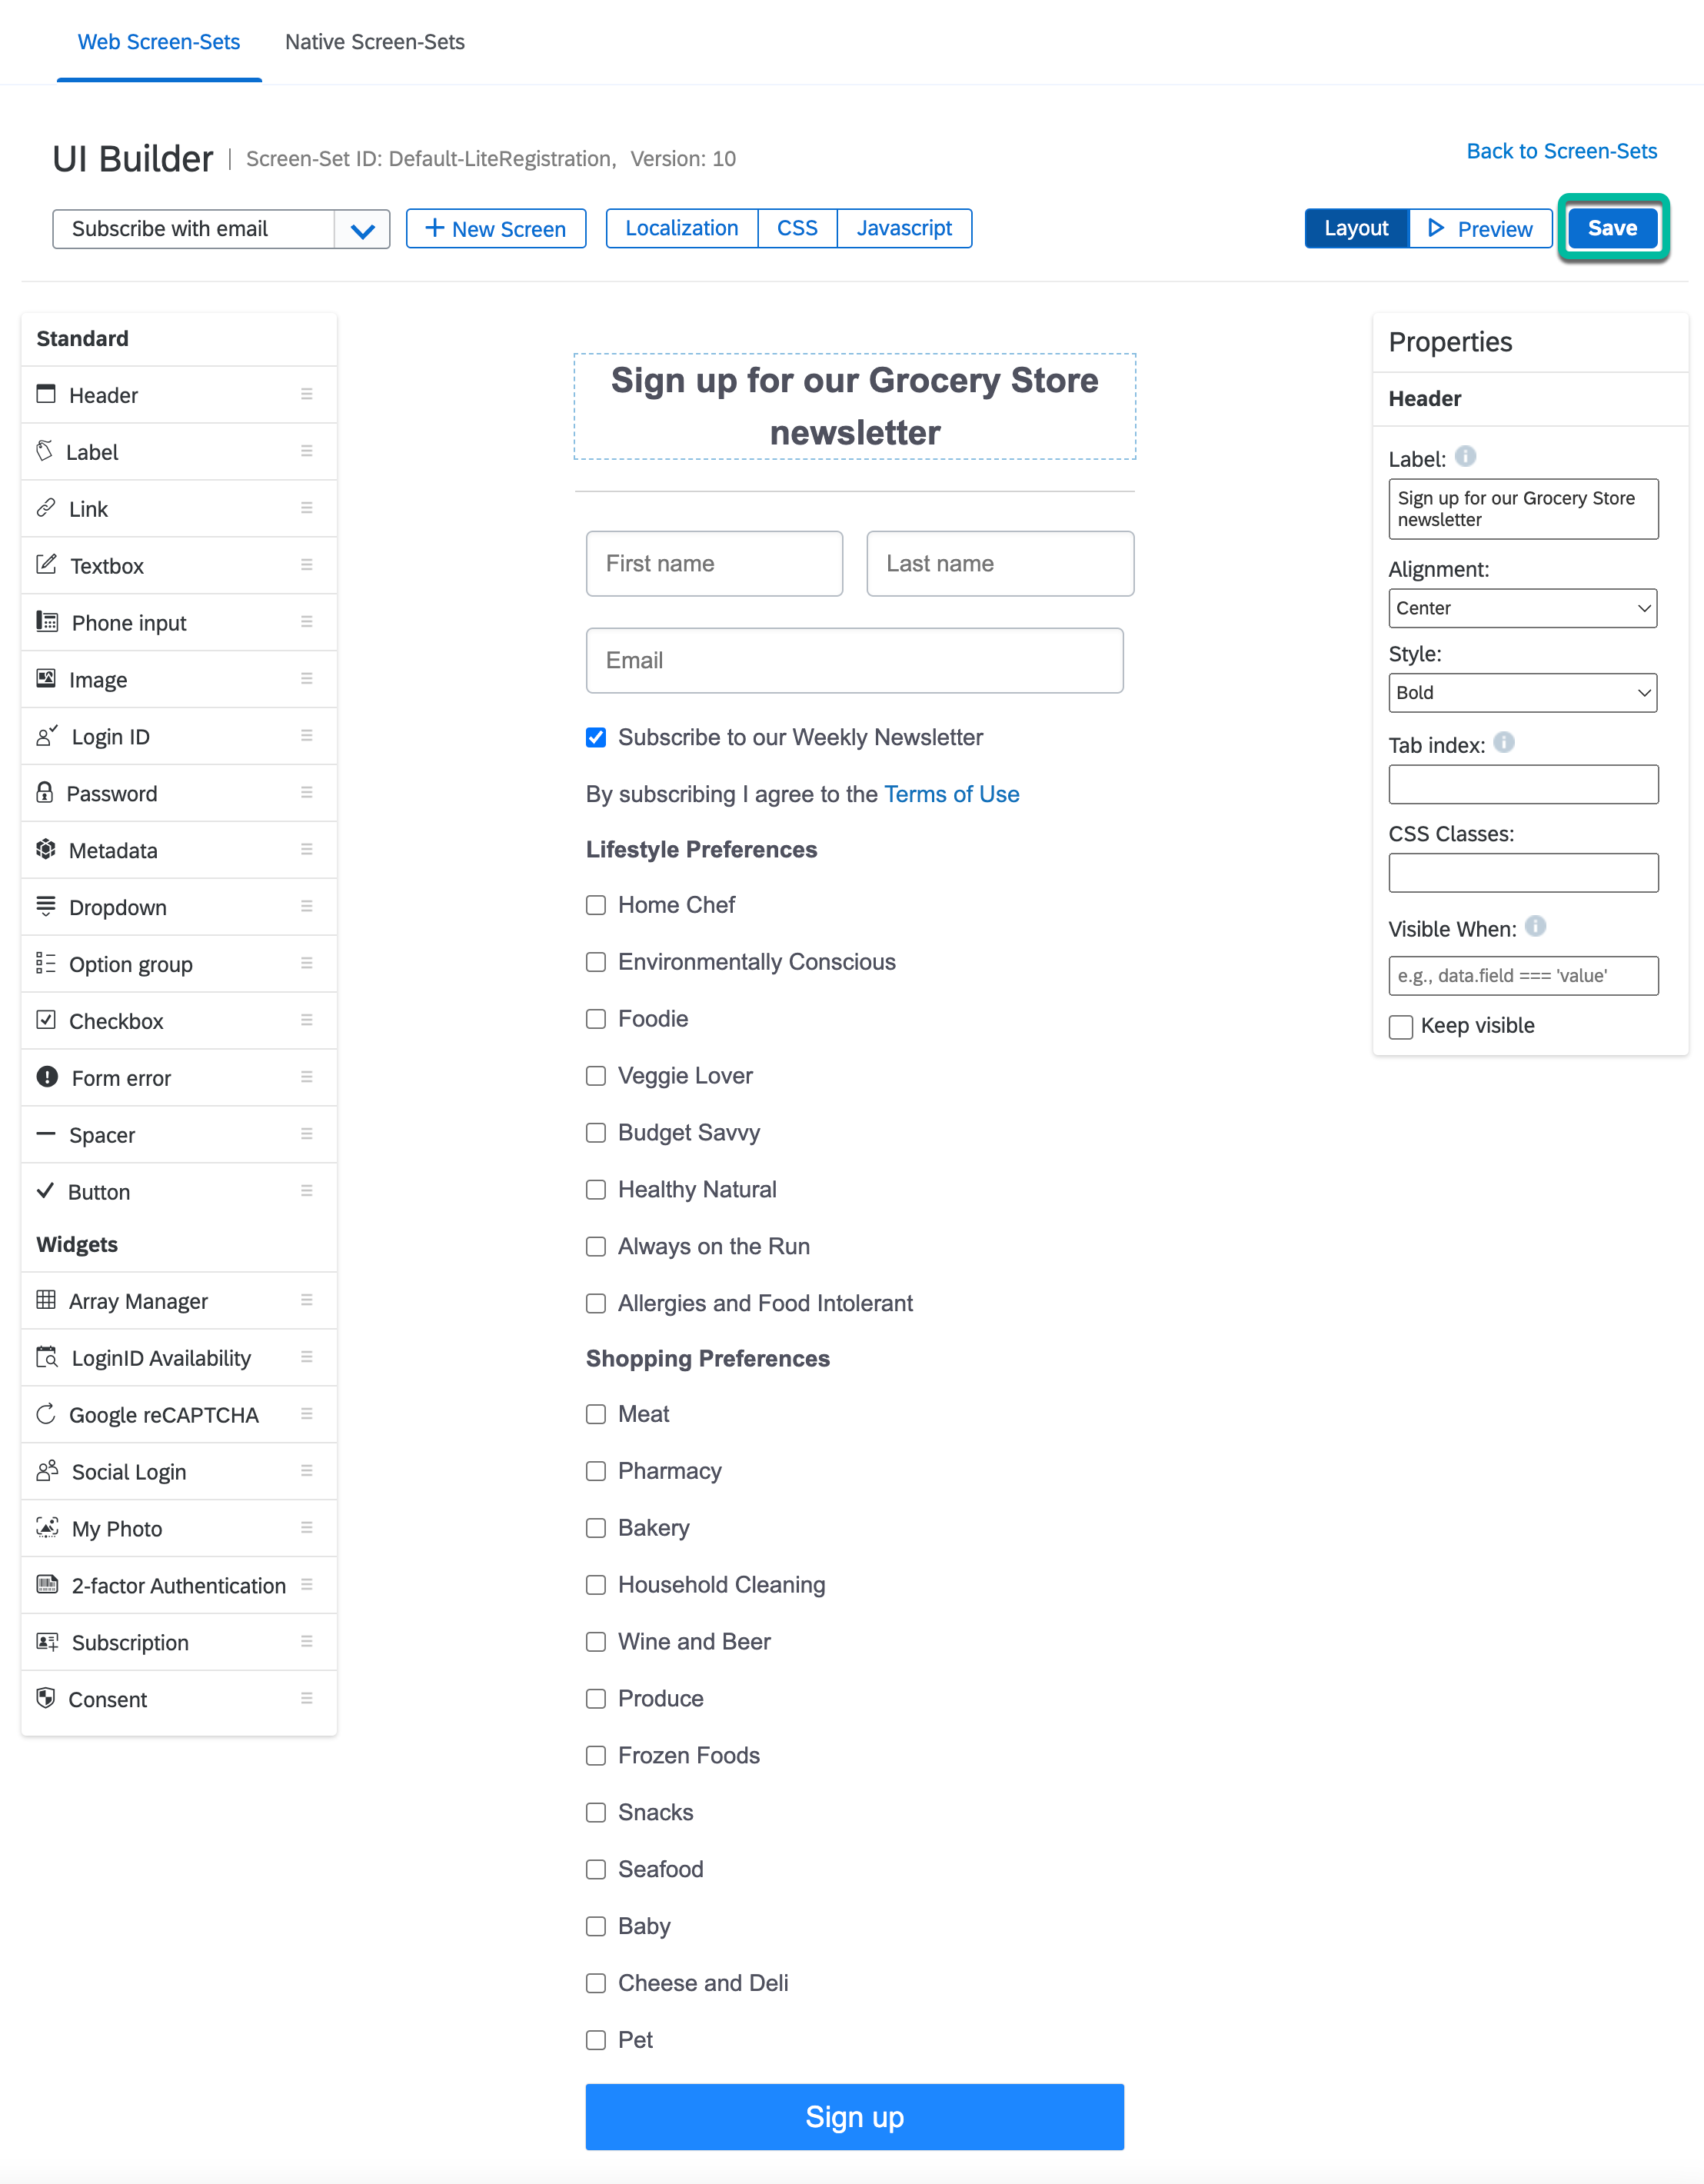 Web Screen-Sets
Native Screen-Sets
UI Builder
Screen-Set ID: Default-LiteRegistration, Version: 10
Back to Screen-Sets
Subscribe with email
New Screen
Localization
CSS
Javascript
Layout
Preview
Save
Standard
Header
Label
Link
Textbox
Phone input
Image
Login ID
Password
Metadata
Dropdown
Option group
Checkbox
Form error
Spacer
Button
Widgets
Array Manager
LoginID Availability
Google reCAPTCHA
Social Login
My Photo
2-factor Authentication
Subscription
Consent
Sign up for our Grocery Store
newsletter
First name
Last name
Email
Subscribe to our Weekly Newsletter
By subscribing I agree to the Terms of Use
Lifestyle Preferences
Home Chef
Environmentally Conscious
Foodie
Veggie Lover
Budget Savvy
Healthy Natural
Always on the Run
Allergies and Food Intolerant
Shopping Preferences
Meat
Pharmacy
Bakery
Household Cleaning
Wine and Beer
Produce
Frozen Foods
Snacks
Seafood
Baby
Cheese and Deli
Pet
Sign up
Properties
Header
Label:
Sign up for our Grocery Store
newsletter
Alignment:
Center
Style:
Bold
Tab index:
CSS Classes:
Visible When:
e.g., data.field === 'value'
Keep visible